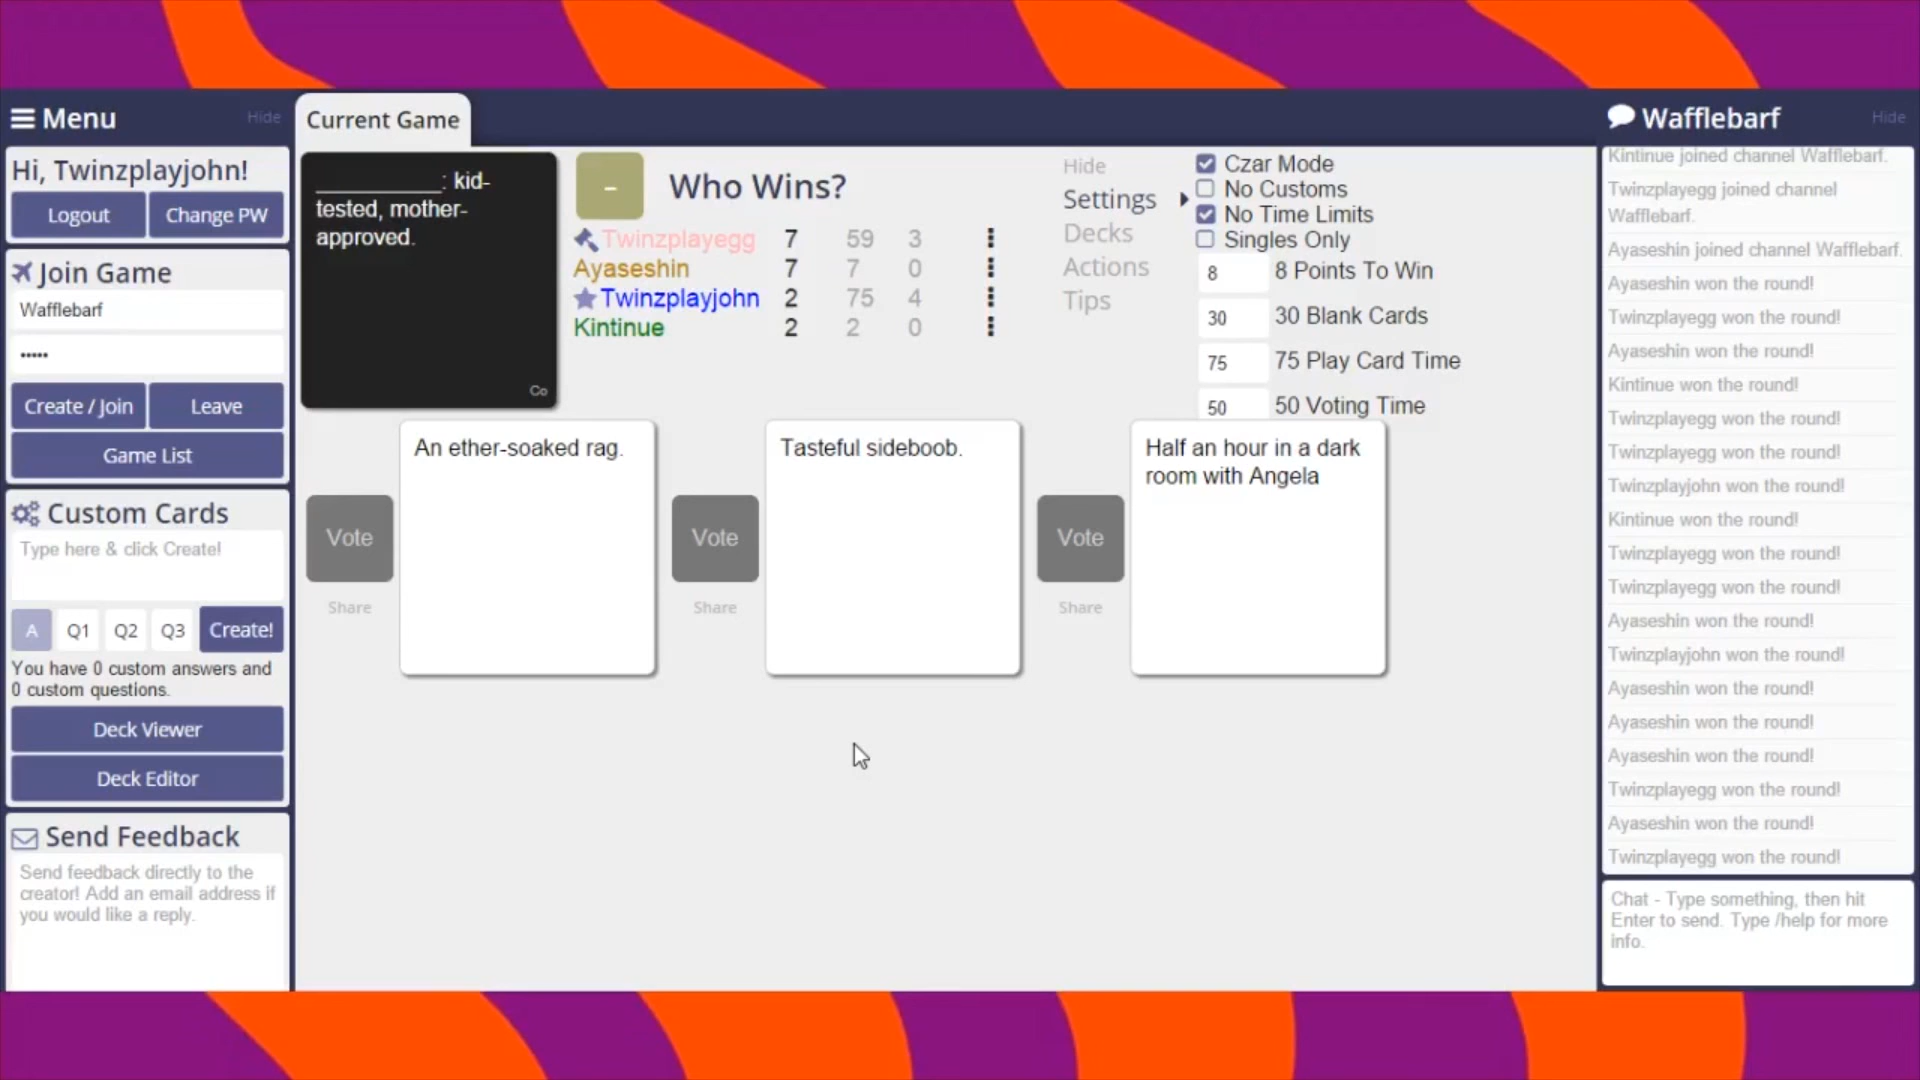 Menu
Hide
Hi, Twinzplayjohn!
Logout
Change PW
Join Game
Wafflebarf
•••••
Create / Join
Leave
Game List
Custom Cards
Type here & click Create!
A
Q1
Q2
Q3
Create!
You have 0 custom answers and
0 custom questions.
Deck Viewer
Deck Editor
Send Feedback
Send feedback directly to the
creator! Add an email address if
you would like a reply.
Current Game
__________: kid-
tested, mother-
approved.
Co
-
Who Wins?
Twinzplayegg 7 59 3
Ayaseshin 7 7 0
Twinzplayjohn 2 75 4
Kintinue 2 2 0
Hide
Settings
Decks
Actions
Tips
Czar Mode
No Customs
No Time Limits
Singles Only
8 8 Points To Win
30 30 Blank Cards
75 75 Play Card Time
50 50 Voting Time
Vote
Share
An ether-soaked rag.
Vote
Share
Tasteful sideboob.
Vote
Share
Half an hour in a dark
room with Angela
Wafflebarf
Hide
Kintinue joined channel Wafflebarf.
Twinzplayegg joined channel
Wafflebarf.
Ayaseshin joined channel Wafflebarf.
Ayaseshin won the round!
Twinzplayegg won the round!
Ayaseshin won the round!
Kintinue won the round!
Twinzplayegg won the round!
Twinzplayegg won the round!
Twinzplayjohn won the round!
Kintinue won the round!
Twinzplayegg won the round!
Twinzplayegg won the round!
Ayaseshin won the round!
Twinzplayjohn won the round!
Ayaseshin won the round!
Ayaseshin won the round!
Ayaseshin won the round!
Twinzplayegg won the round!
Ayaseshin won the round!
Twinzplayegg won the round!
Chat - Type something, then hit
Enter to send. Type /help for more
info.